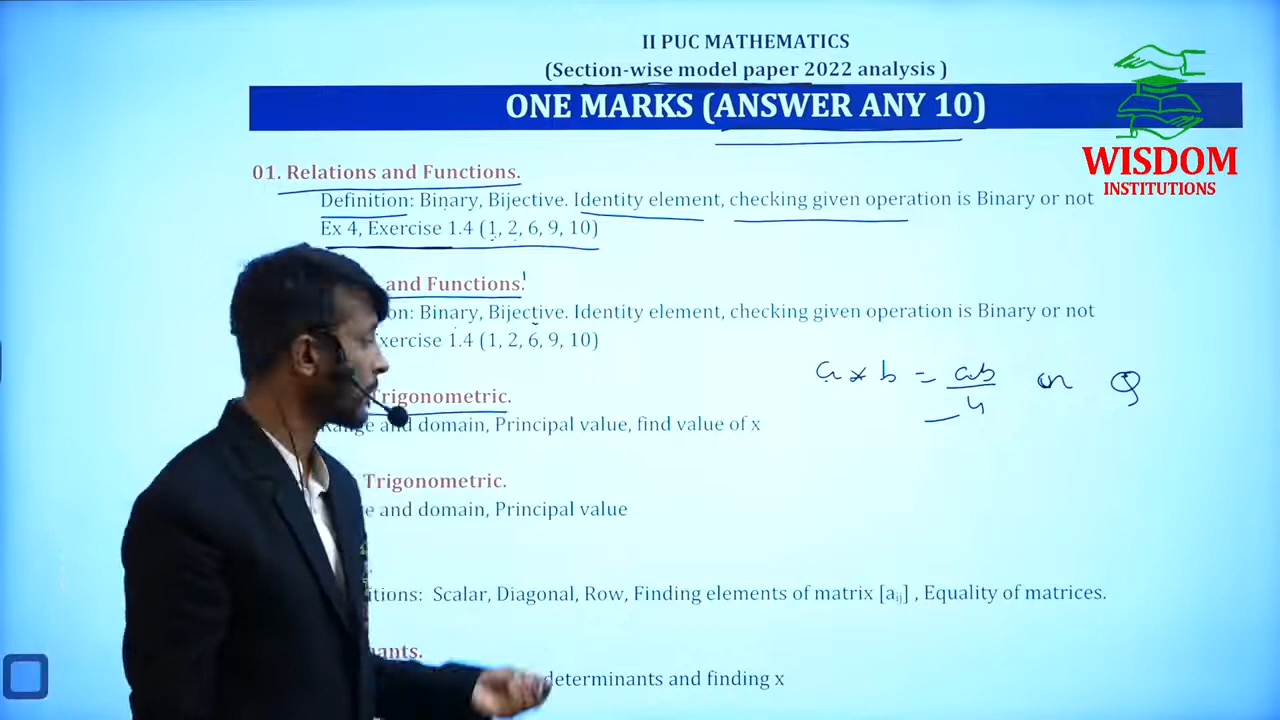 II PUC MATHEMATICS
(Section-wise model paper 2022 analysis )
ONE MARKS (ANSWER ANY 10)
WISDOM
INSTITUTIONS
01. Relations and Functions.
Definition: Binary, Bijective. Identity element, checking given operation is Binary or not
Ex 4, Exercise 1.4 (1, 2, 6, 9, 10)
and Functions.
on: Binary, Bijective. Identity element, checking given operation is Binary or not
xercise 1.4 (1, 2, 6, 9, 10)
a * b = ab/4 on Q
Trigonometric.
Range and domain, Principal value, find value of x
Trigonometric.
e and domain, Principal value
itions: Scalar, Diagonal, Row, Finding elements of matrix [aᵢⱼ] , Equality of matrices.
nants.
determinants and finding x